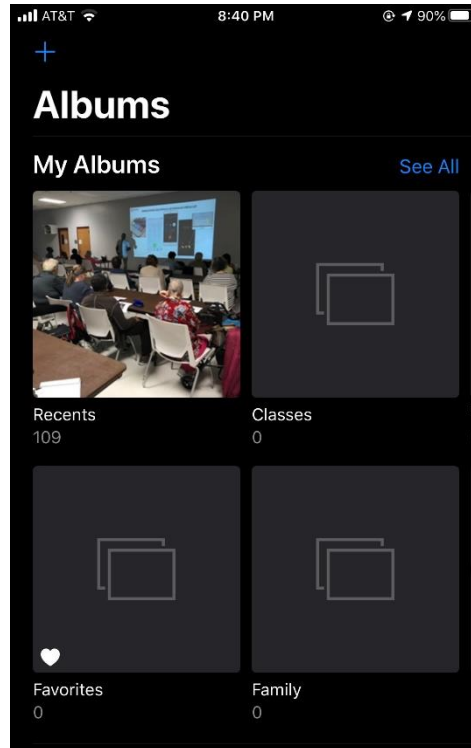 AT&T 8:40 PM 90%
+
Albums
My Albums See All
Recents Classes
109 0
Favorites Family
0 0